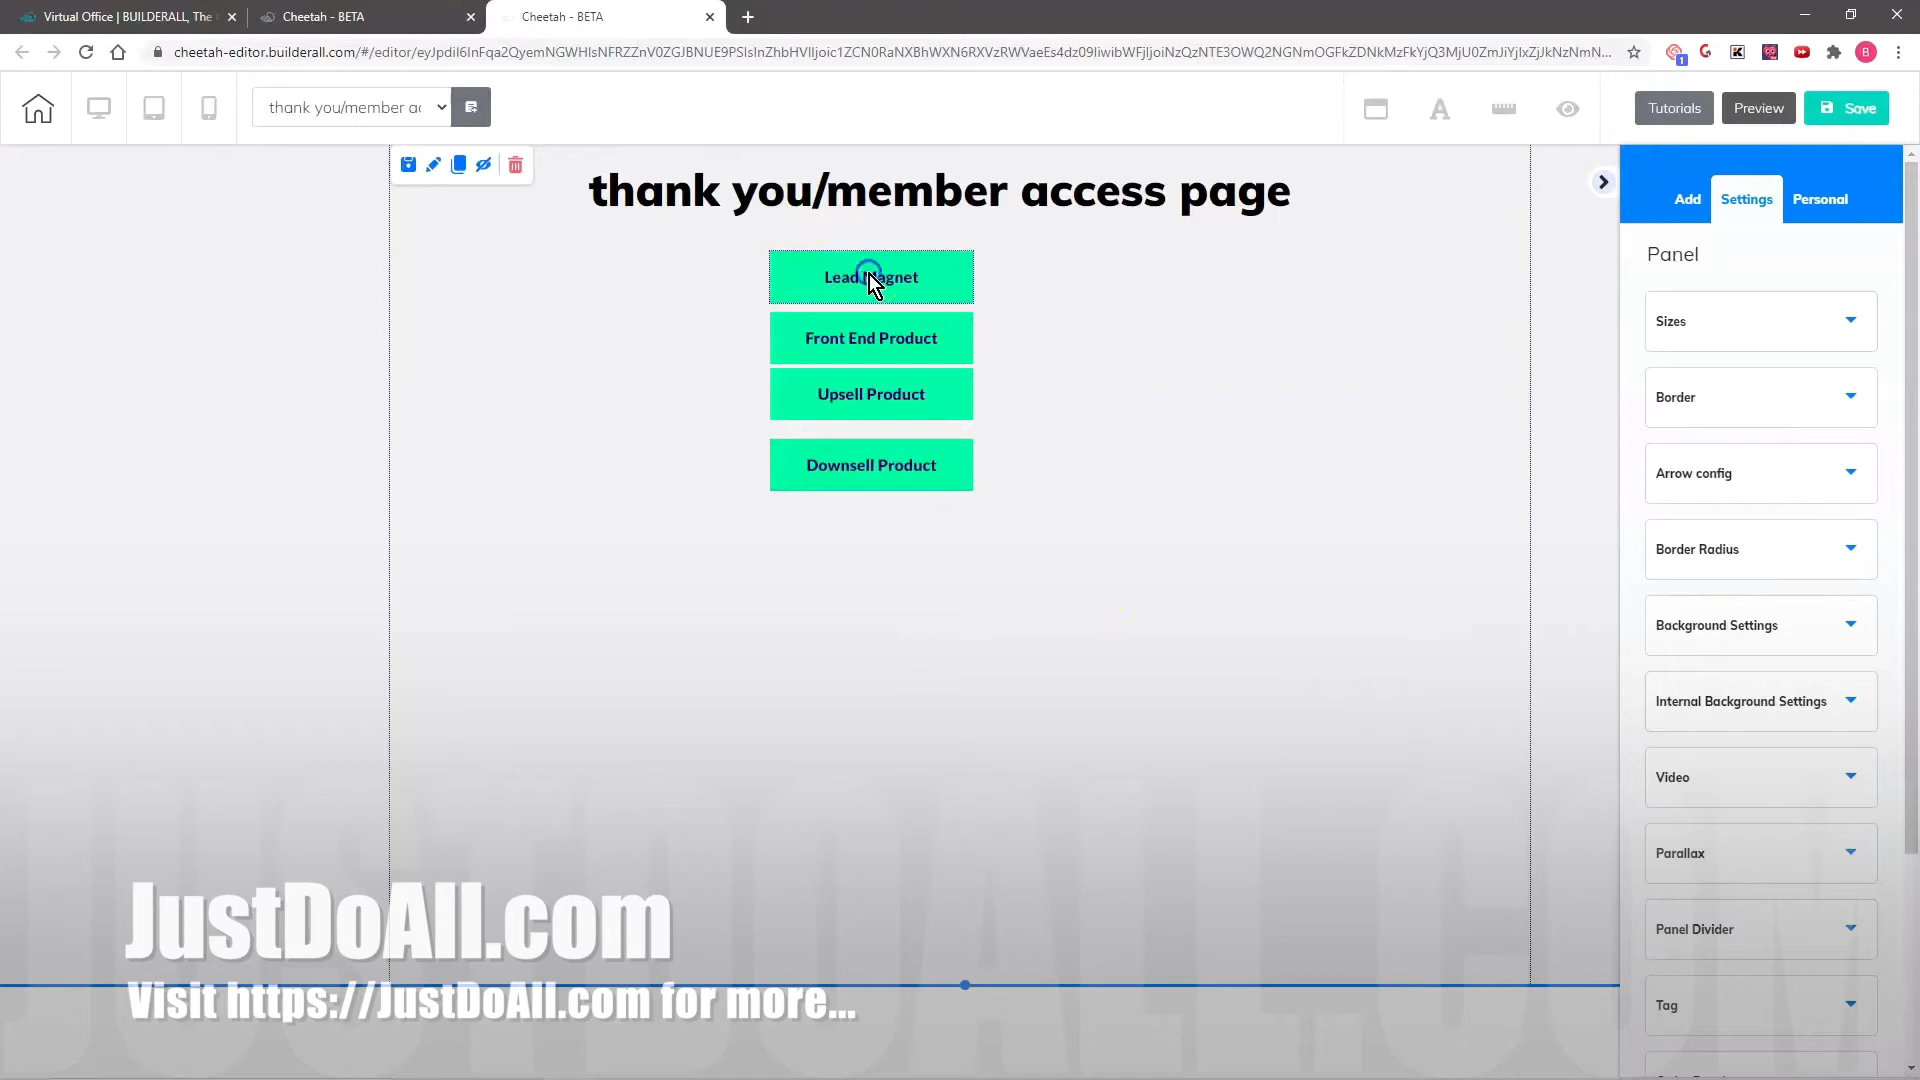 Virtual Office | BUILDERALL, The
Cheetah - BETA
Cheetah - BETA
thank you/member ac
Tutorials
Preview
Save
thank you/member access page
Lead Magnet
Front End Product
Upsell Product
Downsell Product
Add
Settings
Personal
Panel
Sizes
Border
Arrow config
Border Radius
Background Settings
Internal Background Settings
Video
Parallax
Panel Divider
Tag
JustDoAll.com
Visit https://JustDoAll.com for more...